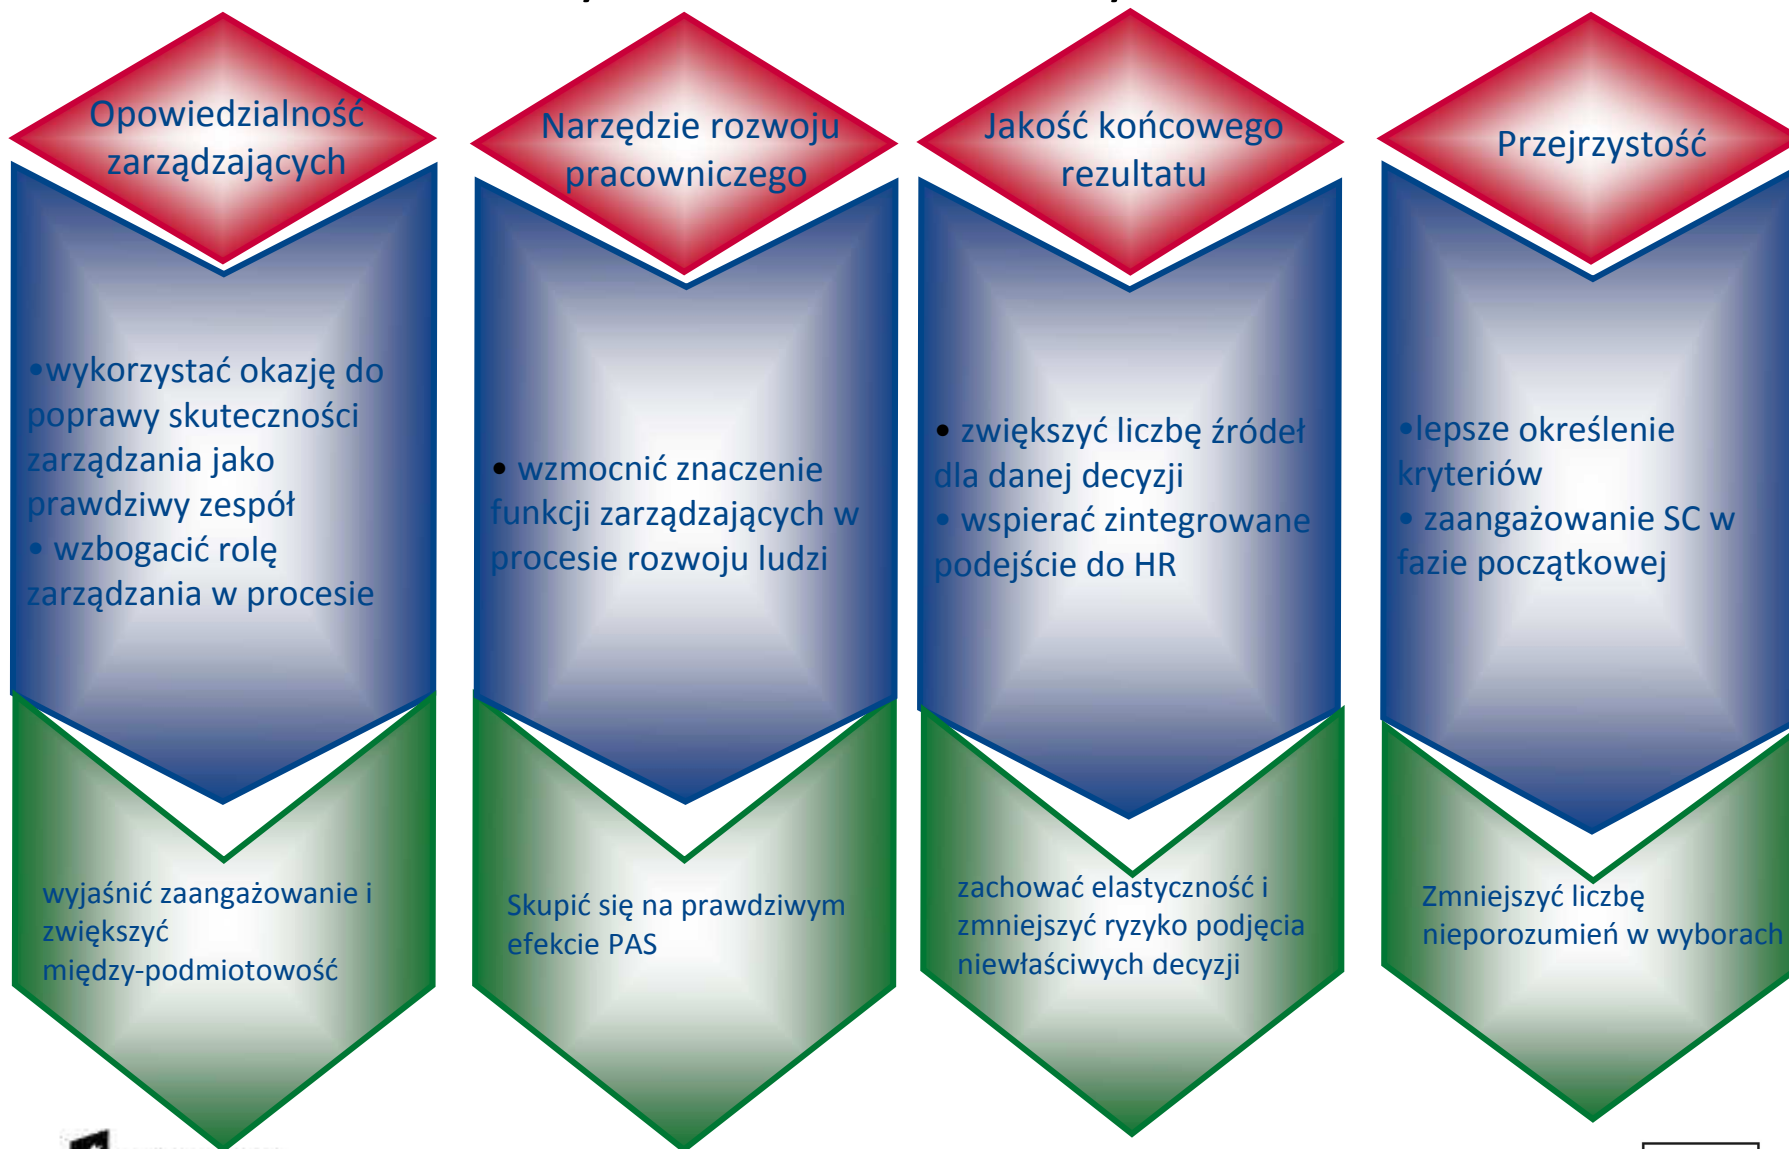 Opowiedzialność
zarządzających
•wykorzystać okazję do
poprawy skuteczności
zarządzania jako
prawdziwy zespół
• wzbogacić rolę
zarządzania w procesie
wyjaśnić zaangażowanie i
zwiększyć
między-podmiotowość
Narzędzie rozwoju
pracowniczego
• wzmocnić znaczenie
funkcji zarządzających w
procesie rozwoju ludzi
Skupić się na prawdziwym
efekcie PAS
Jakość końcowego
rezultatu
• zwiększyć liczbę źródeł
dla danej decyzji
• wspierać zintegrowane
podejście do HR
zachować elastyczność i
zmniejszyć ryzyko podjęcia
niewłaściwych decyzji
Przejrzystość
•lepsze określenie
kryteriów
• zaangażowanie SC w
fazie początkowej
Zmniejszyć liczbę
nieporozumień w wyborach